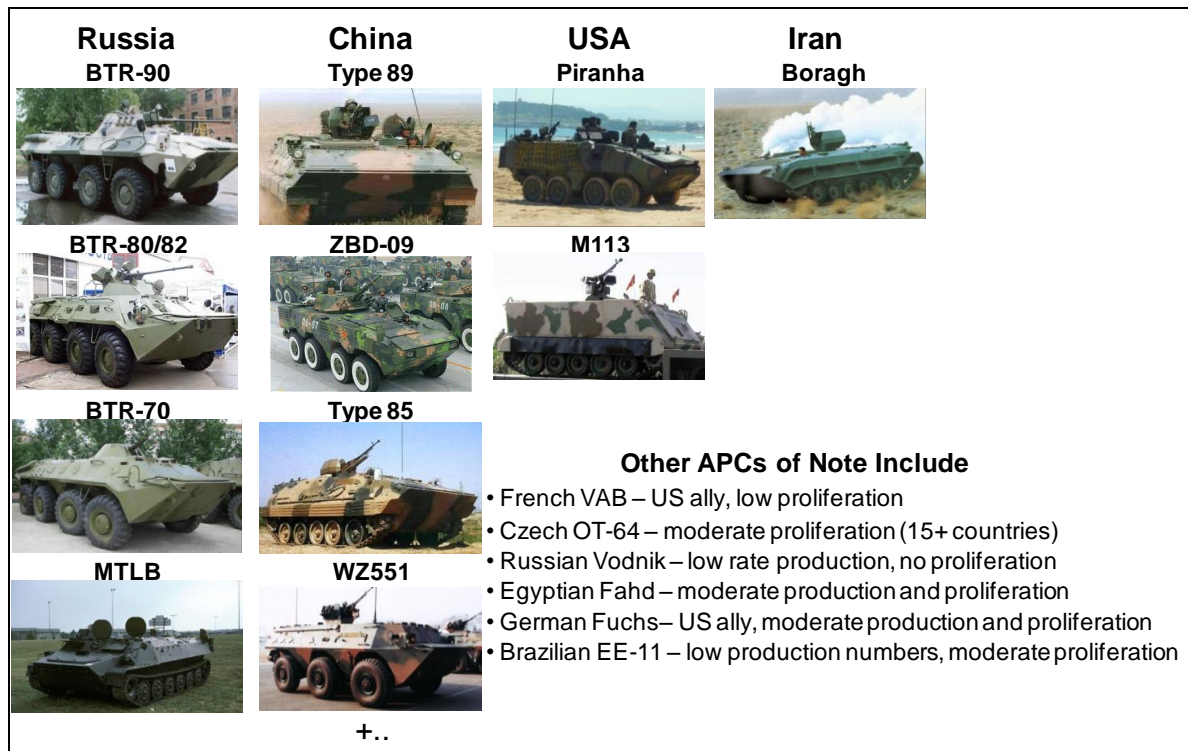 Russia
China
USA
Iran
BTR-90
Type 89
Piranha
Boragh
BTR-80/82
ZBD-09
M113
BTR-70
Type 85
Other APCs of Note Include
• French VAB – US ally, low proliferation
• Czech OT-64 – moderate proliferation (15+ countries)
• Russian Vodnik – low rate production, no proliferation
• Egyptian Fahd – moderate production and proliferation
• German Fuchs– US ally, moderate production and proliferation
• Brazilian EE-11 – low production numbers, moderate proliferation
MTLB
WZ551
+..